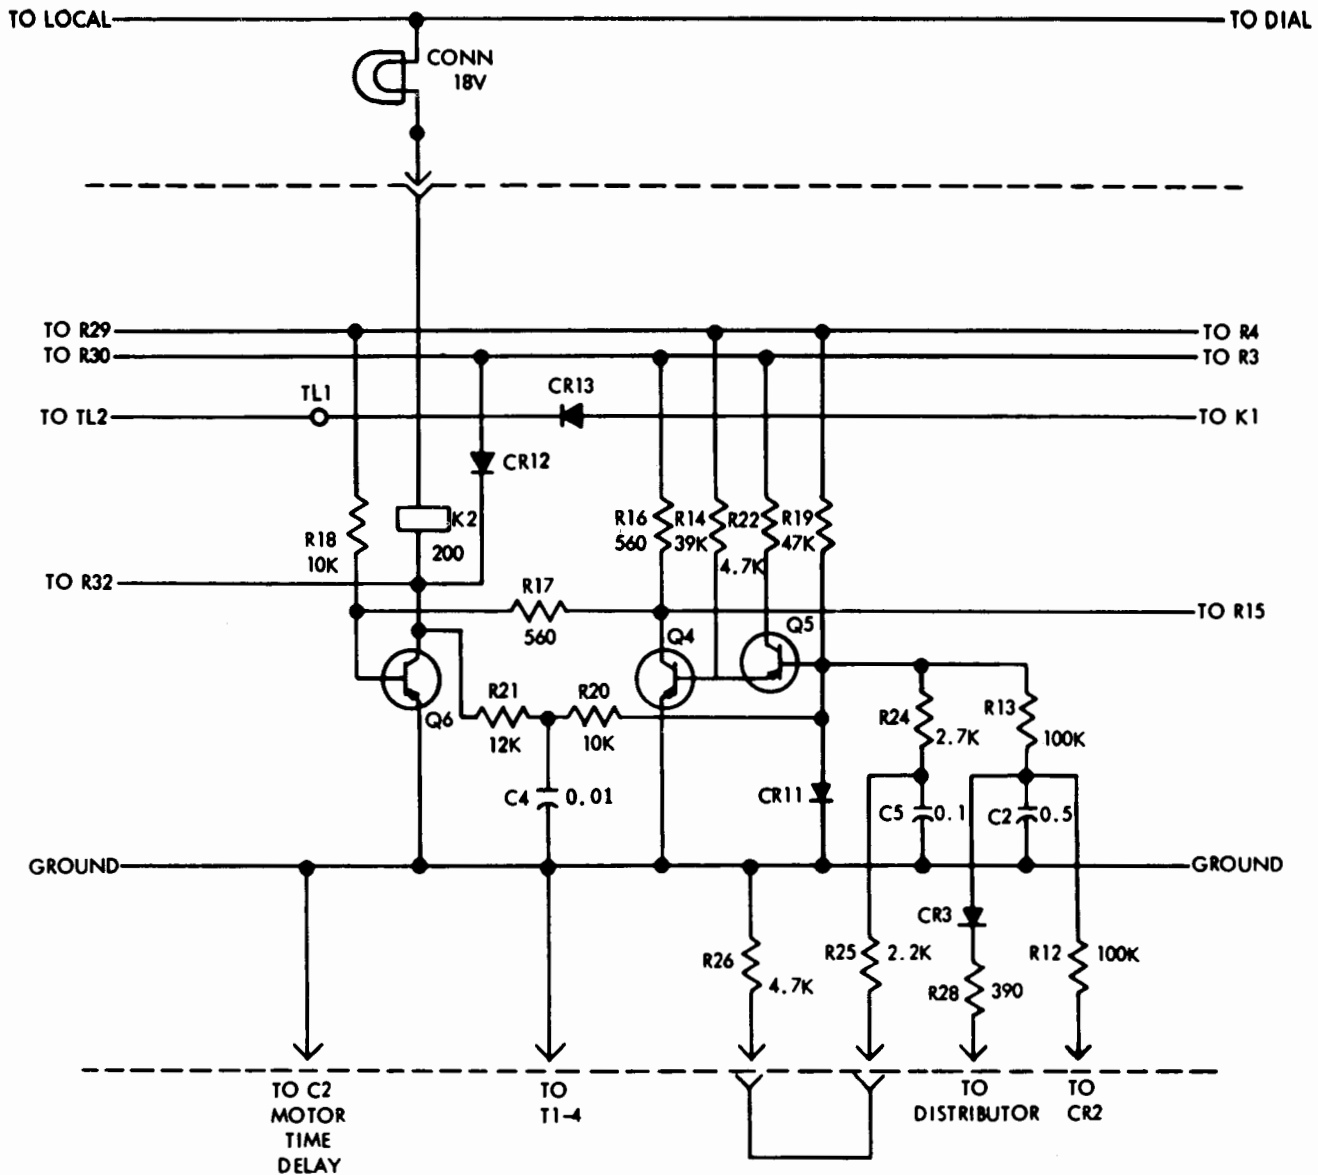 TO LOCAL
TO DIAL
CONN
18V
TO R29
TO R4
TO R30
TO R3
TL1
CR13
TO TL2
TO K1
CR12
R18
10K
K2
200
R16
560
R14
39K
R22
4.7K
R19
47K
TO R32
R17
560
TO R15
Q4
Q5
Q6
R21
12K
R20
10K
R24
2.7K
R13
100K
C4
0.01
CR11
C5
0.1
C2
0.5
GROUND
GROUND
CR3
R26
4.7K
R25
2.2K
R28
390
R12
100K
TO C2
MOTOR
TIME
DELAY
TO
T1-4
TO
DISTRIBUTOR
TO
CR2